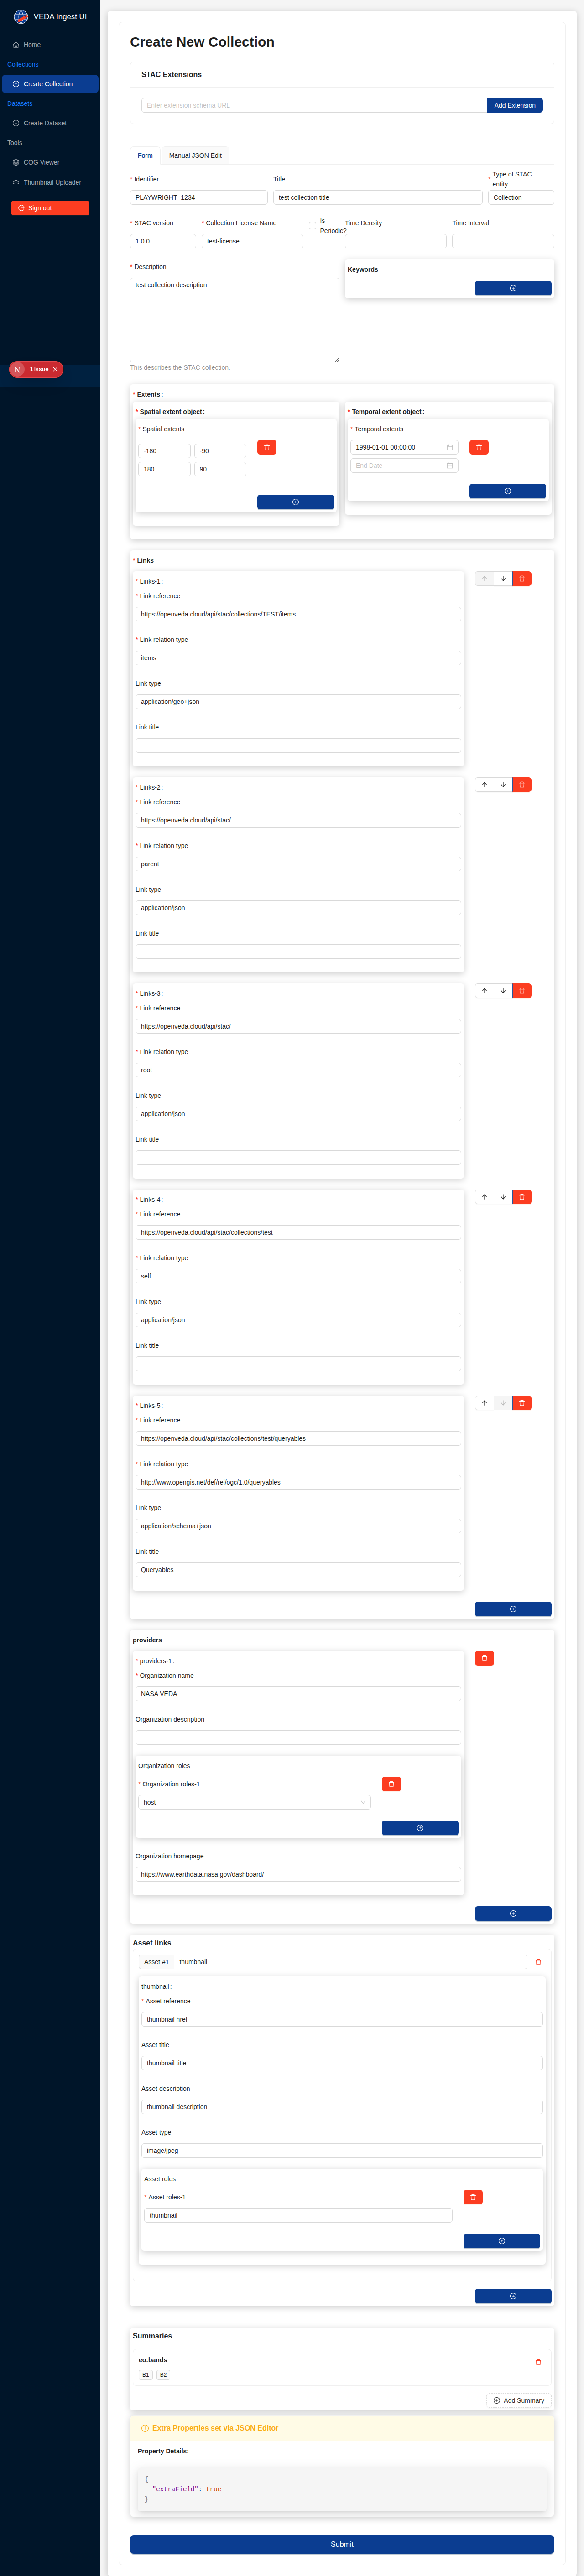 VEDA Ingest UI
Home
Collections
Create Collection
Datasets
Create Dataset
Tools
COG Viewer
Thumbnail Uploader
Sign out
N 1 Issue
Create New Collection
STAC Extensions
Enter extension schema URL
Add Extension
Form Manual JSON Edit
* Identifier
Title
* Type of STAC entity
PLAYWRIGHT_1234
test collection title
Collection
* STAC version
* Collection License Name
Is Periodic?
Time Density
Time Interval
1.0.0
test-license
* Description
test collection description
This describes the STAC collection.
Keywords
* Extents:
* Spatial extent object:
* Spatial extents
-180 -90
180 90
* Temporal extent object:
* Temporal extents
1998-01-01 00:00:00
End Date
* Links
* Links-1:
* Link reference
https://openveda.cloud/api/stac/collections/TEST/items
* Link relation type
items
Link type
application/geo+json
Link title
* Links-2:
* Link reference
https://openveda.cloud/api/stac/
* Link relation type
parent
Link type
application/json
Link title
* Links-3:
* Link reference
https://openveda.cloud/api/stac/
* Link relation type
root
Link type
application/json
Link title
* Links-4:
* Link reference
https://openveda.cloud/api/stac/collections/test
* Link relation type
self
Link type
application/json
Link title
* Links-5:
* Link reference
https://openveda.cloud/api/stac/collections/test/queryables
* Link relation type
http://www.opengis.net/def/rel/ogc/1.0/queryables
Link type
application/schema+json
Link title
Queryables
providers
* providers-1:
* Organization name
NASA VEDA
Organization description
Organization roles
* Organization roles-1
host
Organization homepage
https://www.earthdata.nasa.gov/dashboard/
Asset links
Asset #1 thumbnail
thumbnail:
* Asset reference
thumbnail href
Asset title
thumbnail title
Asset description
thumbnail description
Asset type
image/jpeg
Asset roles
* Asset roles-1
thumbnail
Summaries
eo:bands
B1 B2
Add Summary
Extra Properties set via JSON Editor
Property Details:
{
"extraField": true
}
Submit